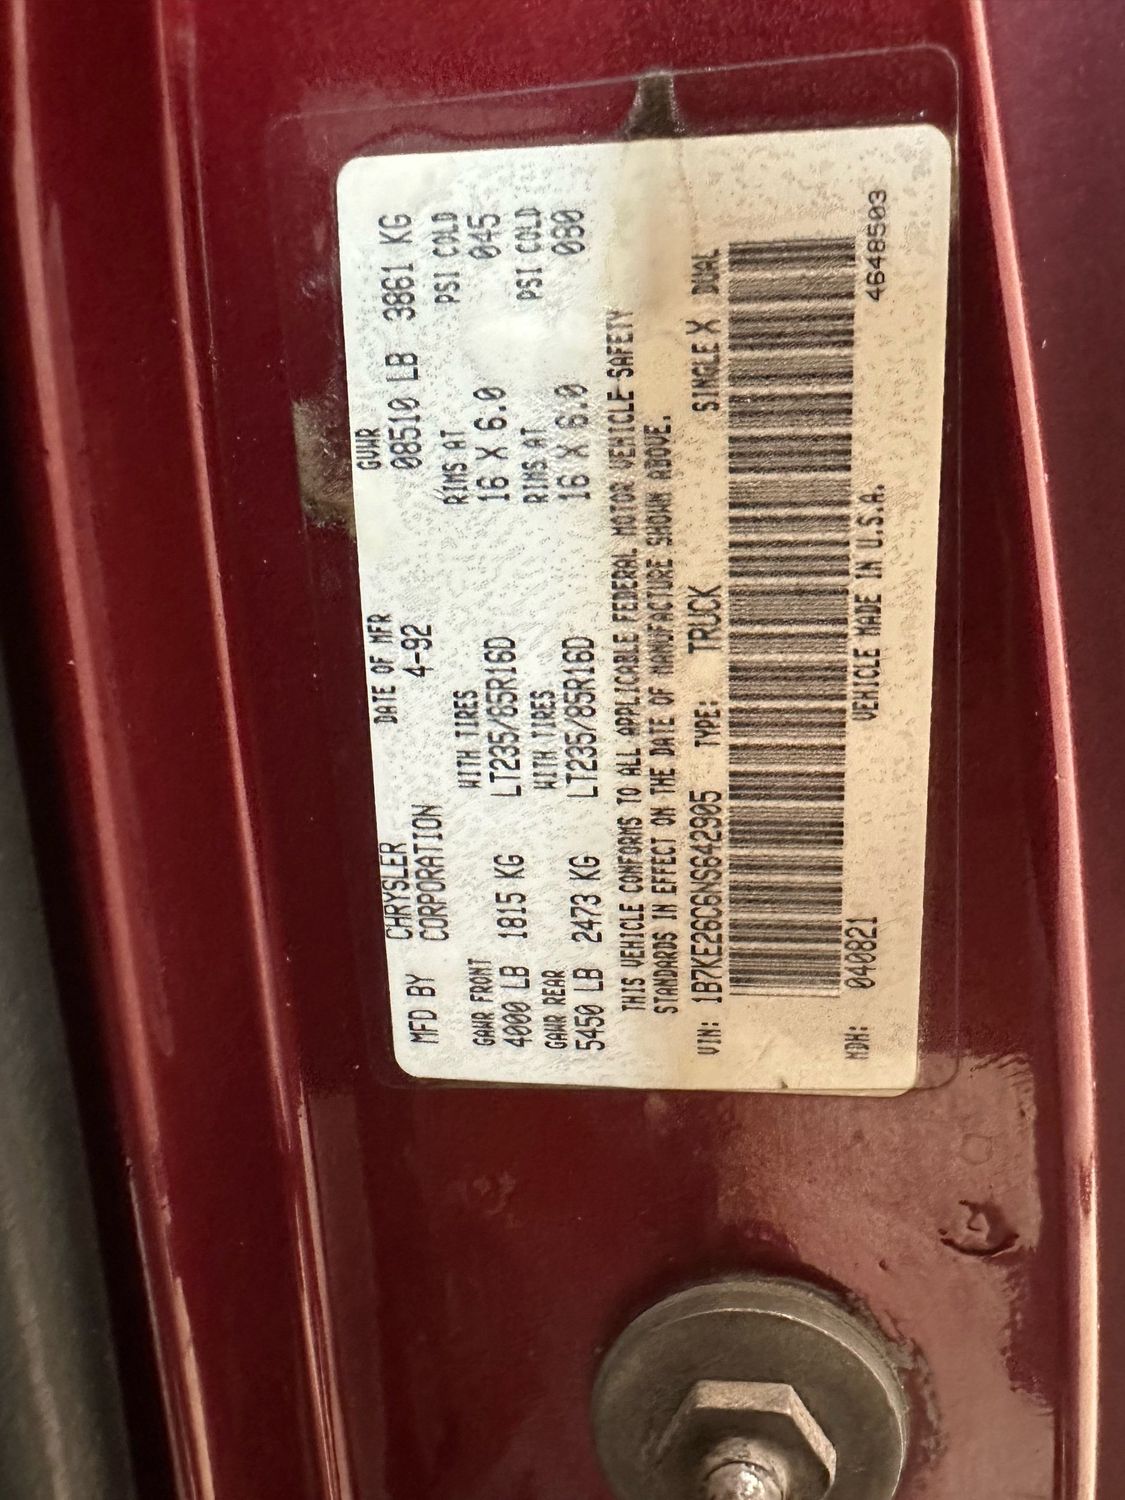 MFD BY CHRYSLER CORPORATION DATE OF MFR 4-92 GVWR 08510 LB 3861 KG
GAWR FRONT WITH TIRES RIMS AT PSI COLD
4000 LB 1815 KG LT235/85R16D 16 X 6.0 045
GAWR REAR WITH TIRES RIMS AT PSI COLD
5450 LB 2473 KG LT235/85R16D 16 X 6.0 080
THIS VEHICLE CONFORMS TO ALL APPLICABLE FEDERAL MOTOR VEHICLE SAFETY
STANDARDS IN EFFECT ON THE DATE OF MANUFACTURE SHOWN ABOVE.
VIN: 1B7KE26C6NS642905 TYPE: TRUCK SINGLE X DUAL
MDH: 040821 VEHICLE MADE IN U.S.A. 4648503